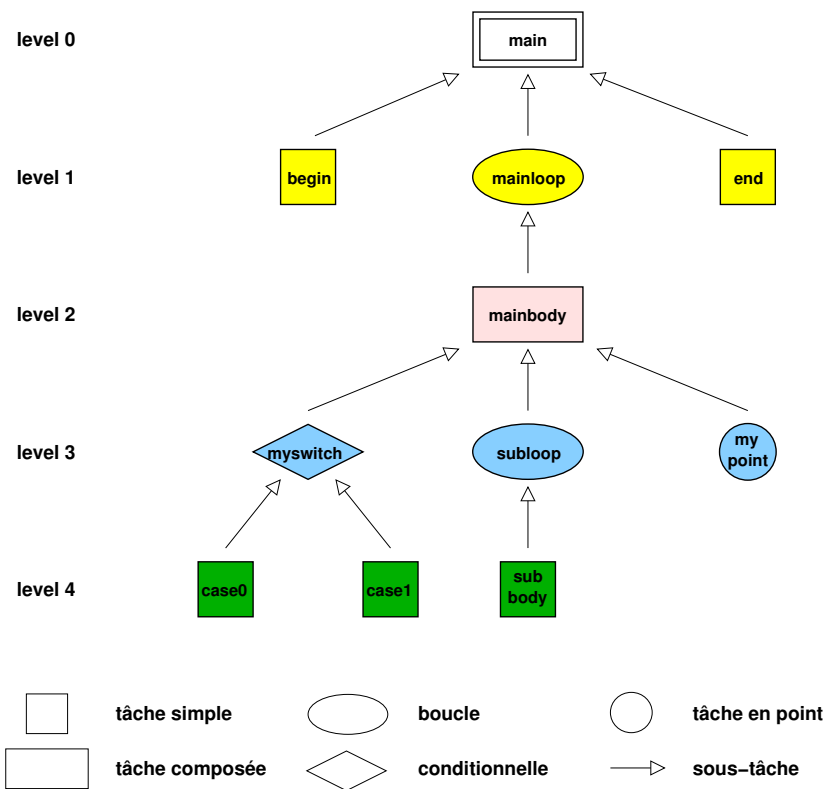 level 0
main
level 1
begin
mainloop
end
level 2
mainbody
level 3
myswitch
subloop
my
point
level 4
case0
case1
sub
body
tâche simple
boucle
tâche en point
tâche composée
conditionnelle
sous−tâche